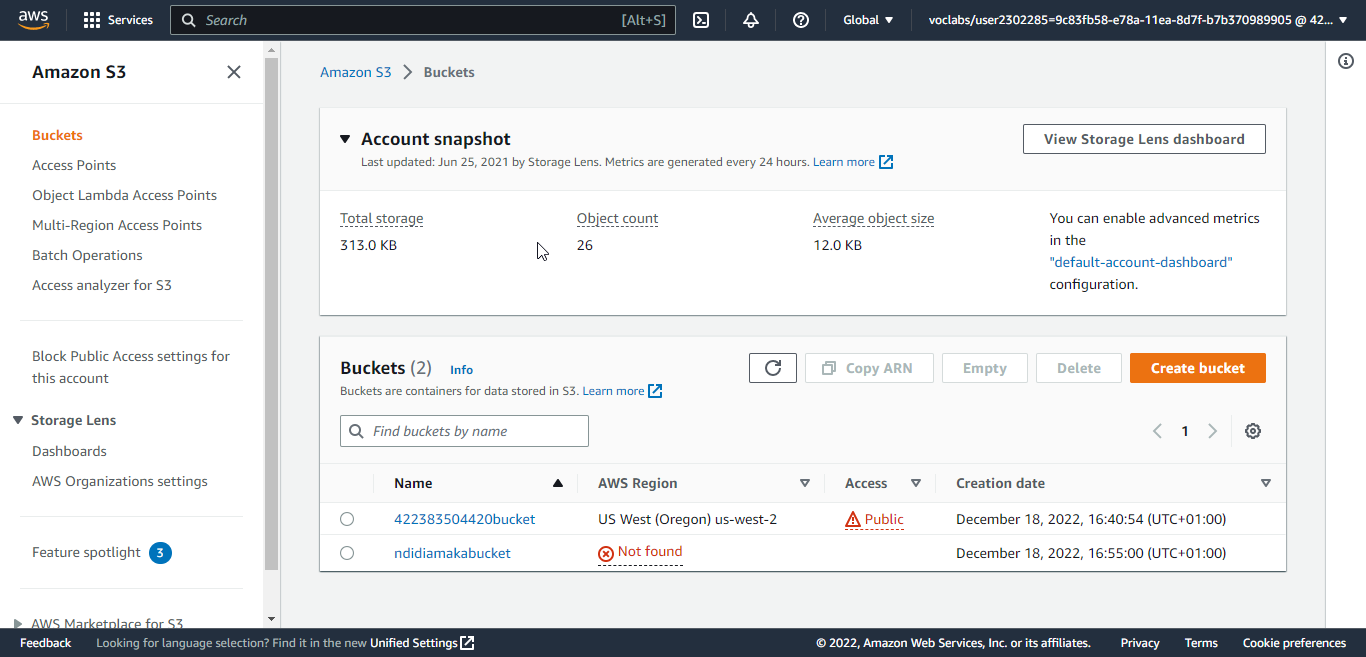 aws Services Search [Alt+S] Global voclabs/user2302285=9c83fb58-e78a-11ea-8d7f-b7b370989905 @ 42...
Amazon S3
Buckets
Access Points
Object Lambda Access Points
Multi-Region Access Points
Batch Operations
Access analyzer for S3
Block Public Access settings for
this account
Storage Lens
Dashboards
AWS Organizations settings
Feature spotlight 3
AWS Marketplace for S3
Amazon S3 Buckets
Account snapshot
Last updated: Jun 25, 2021 by Storage Lens. Metrics are generated every 24 hours. Learn more
View Storage Lens dashboard
Total storage
313.0 KB
Object count
26
Average object size
12.0 KB
You can enable advanced metrics
in the
"default-account-dashboard"
configuration.
Buckets (2) Info
Buckets are containers for data stored in S3. Learn more
Copy ARN Empty Delete Create bucket
Find buckets by name
1
Name AWS Region Access Creation date
422383504420bucket US West (Oregon) us-west-2 Public December 18, 2022, 16:40:54 (UTC+01:00)
ndidiamakabucket Not found December 18, 2022, 16:55:00 (UTC+01:00)
Feedback Looking for language selection? Find it in the new Unified Settings © 2022, Amazon Web Services, Inc. or its affiliates. Privacy Terms Cookie preferences